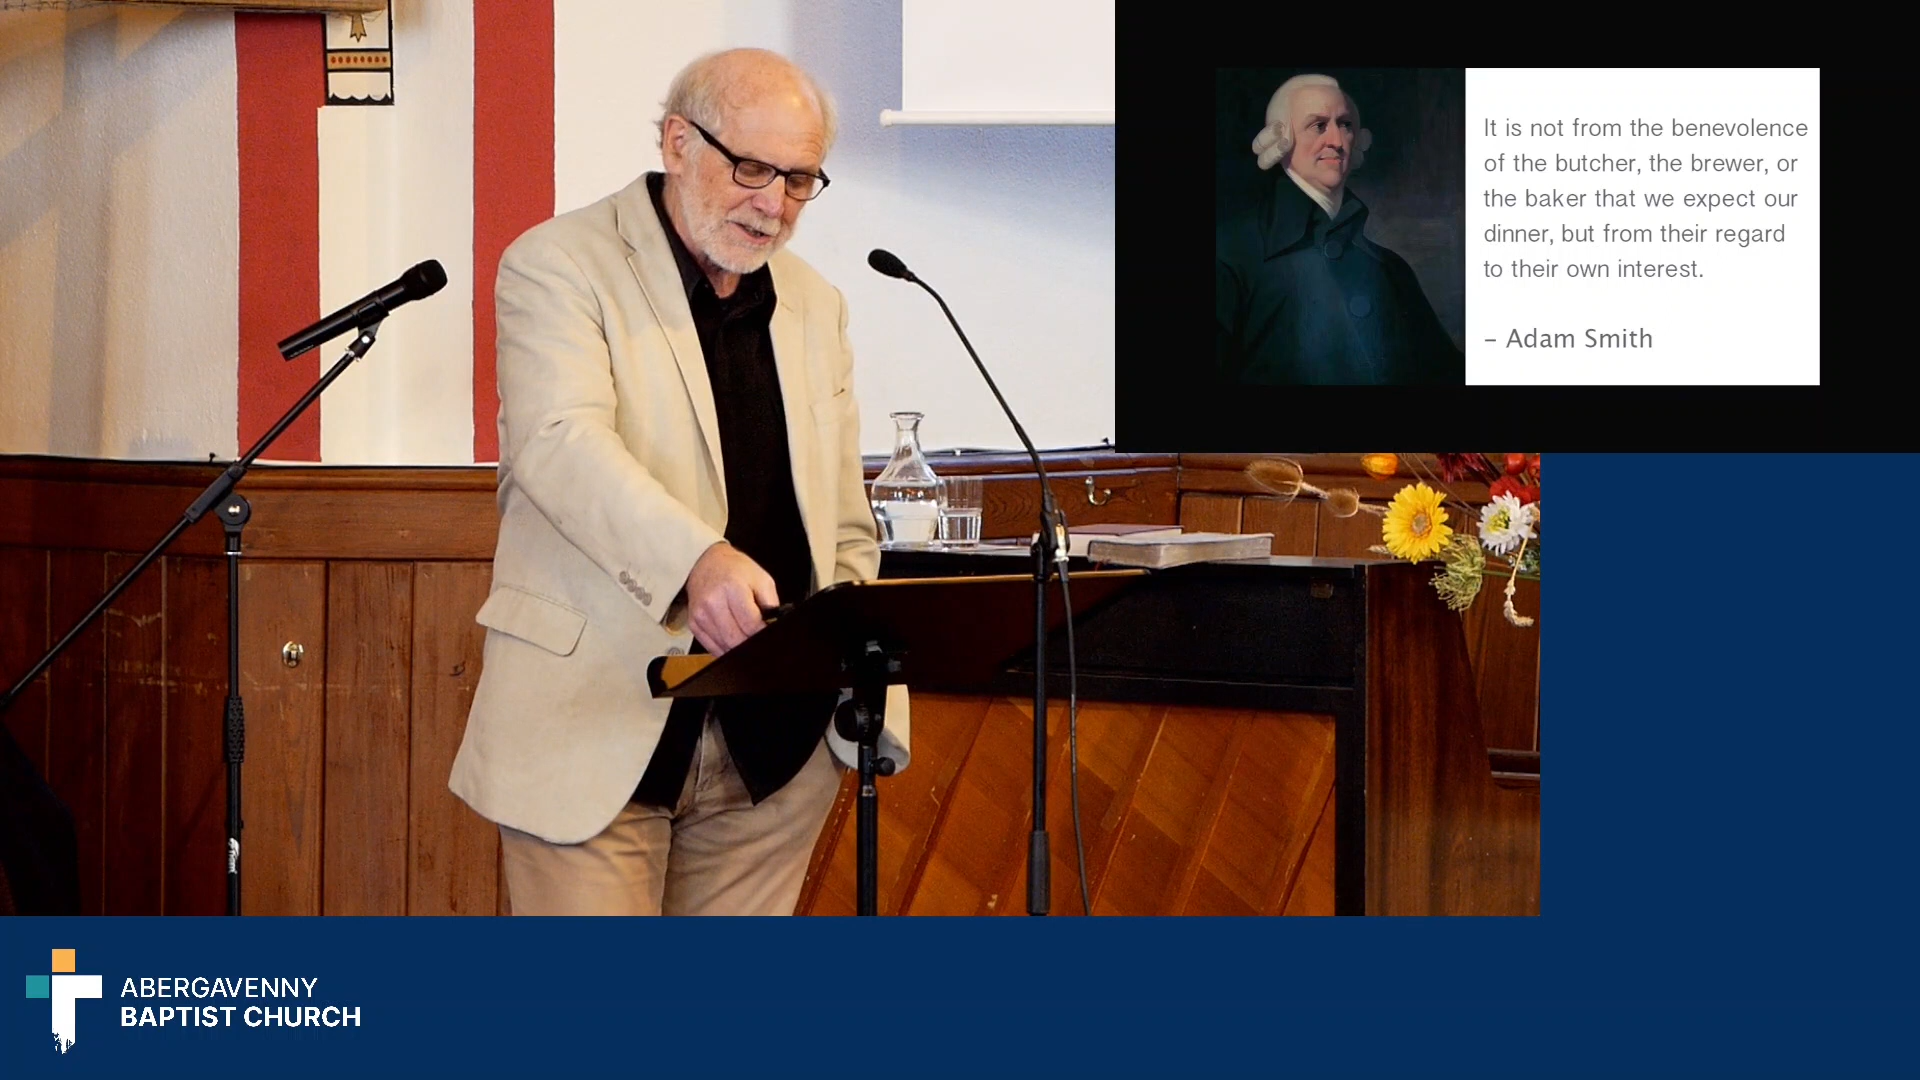 It is not from the benevolence
of the butcher, the brewer, or
the baker that we expect our
dinner, but from their regard
to their own interest.
– Adam Smith
ABERGAVENNY
BAPTIST CHURCH